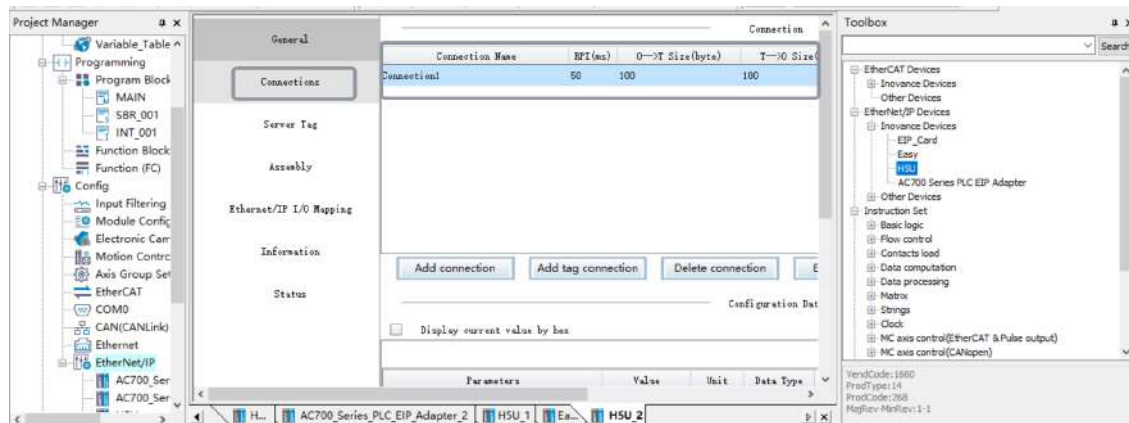 Project Manager
Variable_Table
Programming
Program Block
MAIN
SBR_001
INT_001
Function Block
Function (FC)
Config
Input Filtering
Module Config
Electronic Cam
Motion Contro
Axis Group Set
EtherCAT
COM0
CAN(CANLink)
Ethernet
EtherNet/IP
AC700_Ser
AC700_Ser
General
Connections
Server Tag
Assembly
Ethernet/IP I/O Mapping
Information
Status
Connection
Connection Name RPI(ms) O-->T Size(byte) T-->O Size(
Connection1 50 100 100
Add connection Add tag connection Delete connection E
Configuration Dat
Display current value by hex
Parameters Value Unit Data Type
H... AC700_Series_PLC_EIP_Adapter_2 H5U_1 Ea... H5U_2
Toolbox
Search
EtherCAT Devices
Inovance Devices
Other Devices
EtherNet/IP Devices
Inovance Devices
EIP_Card
Easy
H5U
AC700 Series PLC EIP Adapter
Other Devices
Instruction Set
Basic logic
Flow control
Contacts load
Data computation
Data processing
Matrix
Strings
Clock
MC axis control(EtherCAT & Pulse output)
MC axis control(CANopen)
VendCode:1660
ProdType:14
ProdCode:268
MajRev-MinRev:1-1